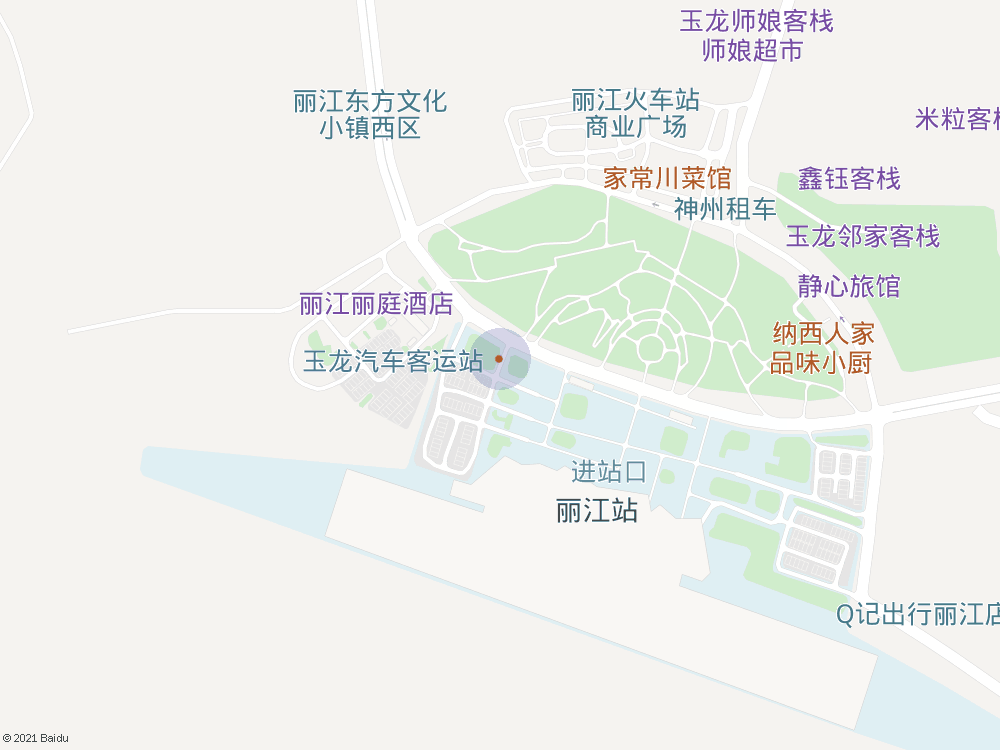 玉龙师娘客栈
师娘超市
丽江东方文化
小镇西区
丽江火车站
商业广场
米粒客栈
家常川菜馆
鑫钰客栈
神州租车
玉龙邻家客栈
静心旅馆
丽江丽庭酒店
纳西人家
品味小厨
玉龙汽车客运站
进站口
丽江站
Q记出行丽江店
© 2021 Baidu